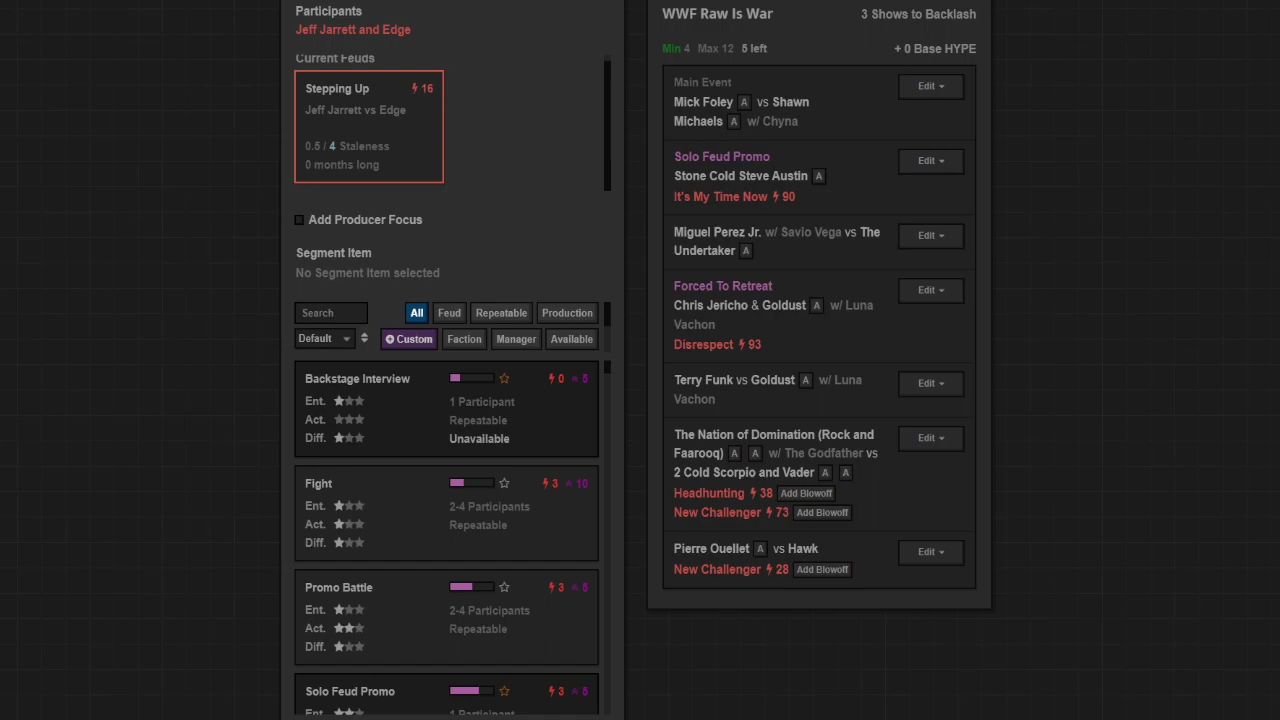 Participants
Jeff Jarrett and Edge
Current Feuds
Stepping Up 16
Jeff Jarrett vs Edge
0.5 / 4 Staleness
0 months long
Add Producer Focus
Segment Item
No Segment Item selected
Search All Feud Repeatable Production
Default Custom Faction Manager Available
Backstage Interview 0 5
Ent. 1 Participant
Act. Repeatable
Diff. Unavailable
Fight 3 10
Ent. 2-4 Participants
Act. Repeatable
Diff.
Promo Battle 3 5
Ent. 2-4 Participants
Act. Repeatable
Diff.
Solo Feud Promo 3 5
Ent. 1 Participant
WWF Raw Is War 3 Shows to Backlash
Min 4 Max 12 5 left + 0 Base HYPE
Main Event Edit
Mick Foley A vs Shawn
Michaels A w/ Chyna
Solo Feud Promo Edit
Stone Cold Steve Austin A
It's My Time Now 90
Miguel Perez Jr. w/ Savio Vega vs The Edit
Undertaker A
Forced To Retreat Edit
Chris Jericho & Goldust A w/ Luna
Vachon
Disrespect 93
Terry Funk vs Goldust A w/ Luna Edit
Vachon
The Nation of Domination (Rock and Edit
Faarooq) A A w/ The Godfather vs
2 Cold Scorpio and Vader A A
Headhunting 38 Add Blowoff
New Challenger 73 Add Blowoff
Pierre Ouellet A vs Hawk Edit
New Challenger 28 Add Blowoff